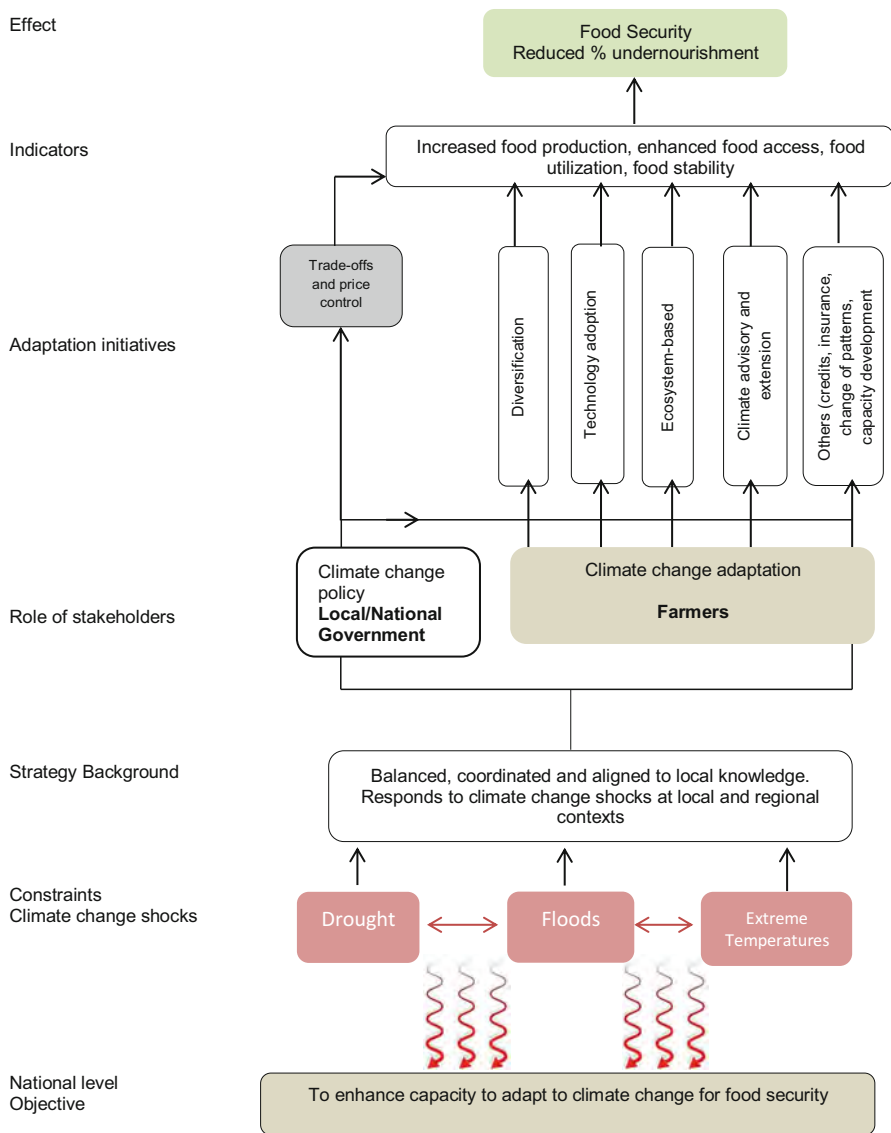 Effect
Food Security
Reduced % undernourishment
Indicators
Increased food production, enhanced food access, food
utilization, food stability
Trade-offs
and price
control
Adaptation initiatives
Diversification
Technology adoption
Ecosystem-based
Climate advisory and
extension
Others (credits, insurance,
change of patterns,
capacity development
Climate change
policy
Local/National
Government
Climate change adaptation
Farmers
Role of stakeholders
Strategy Background
Balanced, coordinated and aligned to local knowledge.
Responds to climate change shocks at local and regional
contexts
Constraints
Climate change shocks
Drought
Floods
Extreme
Temperatures
National level
Objective
To enhance capacity to adapt to climate change for food security